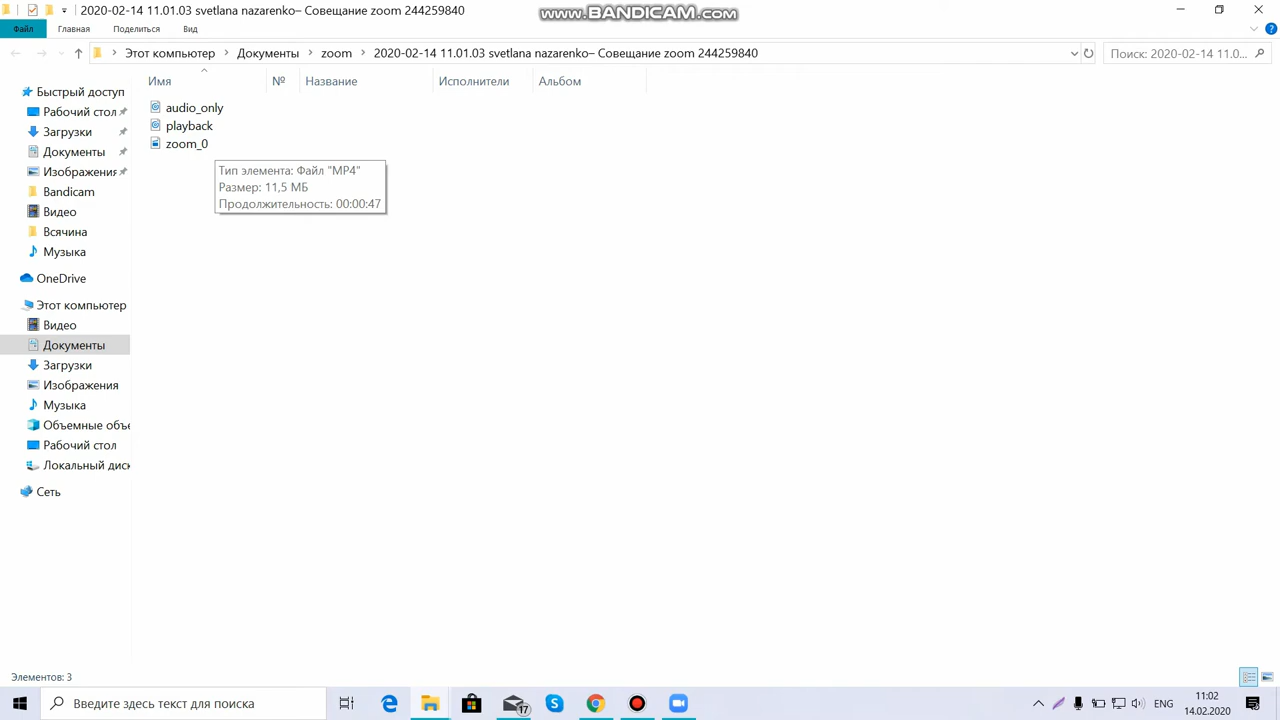 2020-02-14 11.01.03 svetlana nazarenko– Совещание zoom 244259840
WWW.BANDICAM.COM
Файл Главная Поделиться Вид
Этот компьютер Документы zoom 2020-02-14 11.01.03 svetlana nazarenko– Совещание zoom 244259840
Поиск: 2020-02-14 11.0...
Имя № Название Исполнители Альбом
audio_only
playback
zoom_0
Тип элемента: Файл "MP4"
Размер: 11,5 МБ
Продолжительность: 00:00:47
Быстрый доступ
Рабочий стол
Загрузки
Документы
Изображения
Bandicam
Видео
Всячина
Музыка
OneDrive
Этот компьютер
Видео
Документы
Загрузки
Изображения
Музыка
Объемные объе
Рабочий стол
Локальный диск
Сеть
Элементов: 3
Введите здесь текст для поиска
17
ENG
11:02
14.02.2020